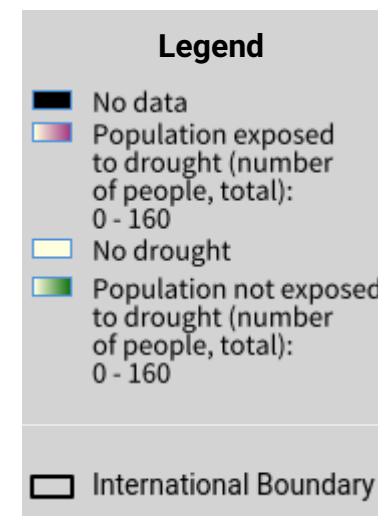 Legend
No data
Population exposed
to drought (number
of people, total):
0 - 160
No drought
Population not exposed
to drought (number
of people, total):
0 - 160
International Boundary